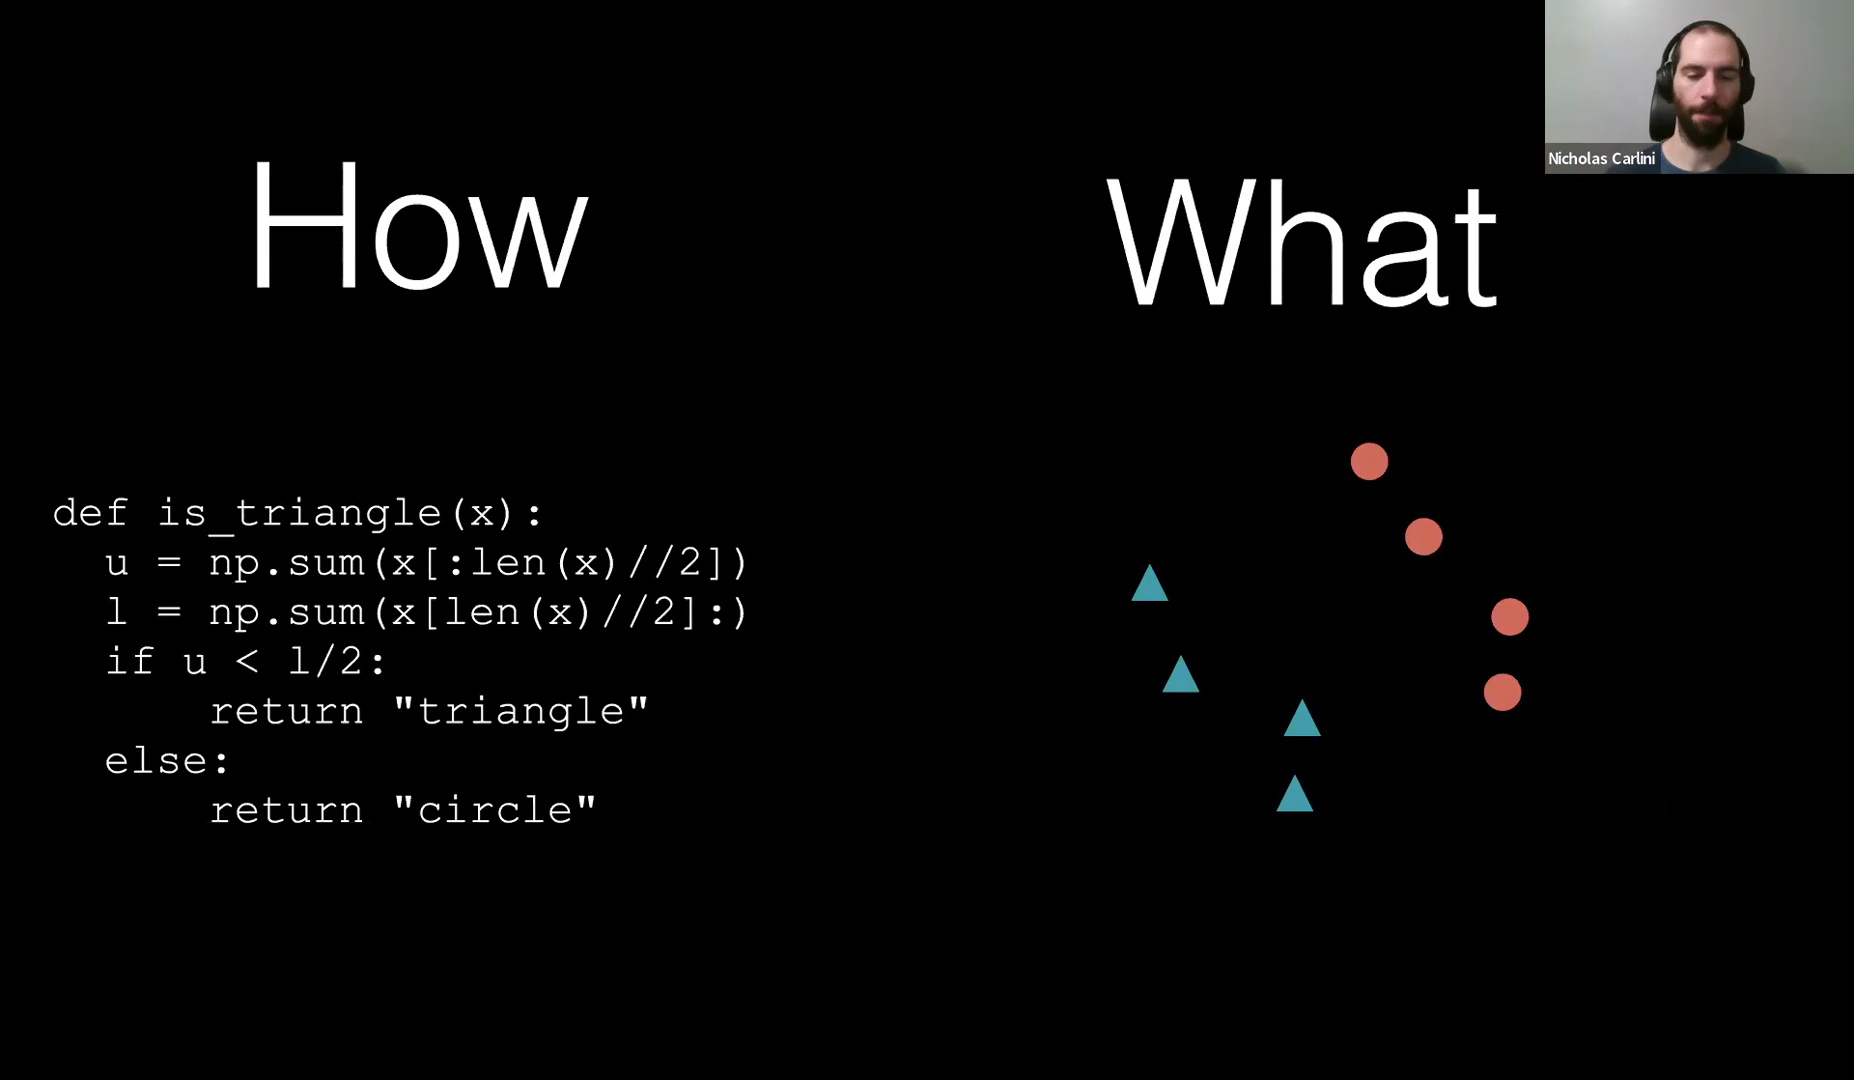 How
What
Nicholas Carlini
def is_triangle(x):
  u = np.sum(x[:len(x)//2])
  l = np.sum(x[len(x)//2]:)
  if u < l/2:
      return "triangle"
  else:
      return "circle"